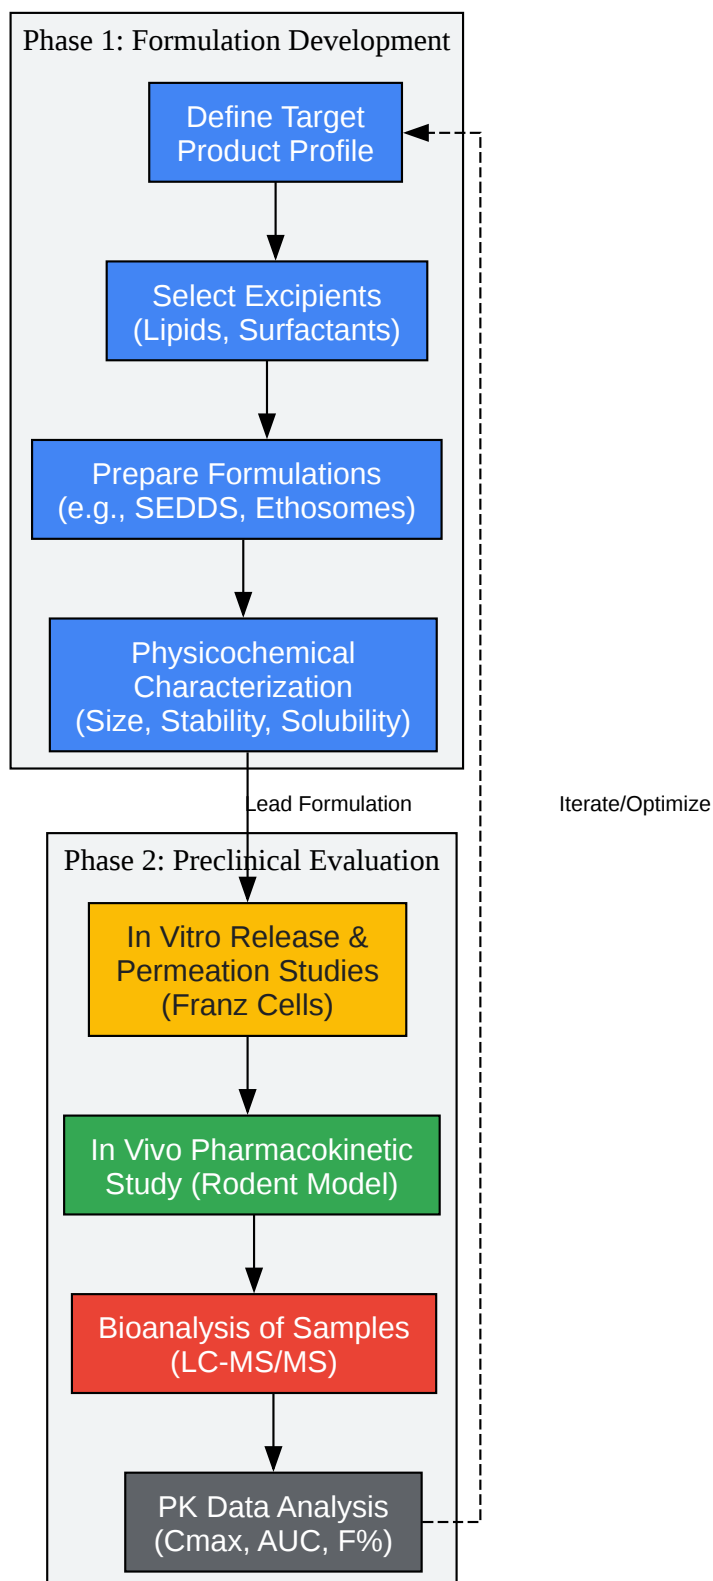 Phase 1: Formulation Development
Define Target
Product Profile
Select Excipients
(Lipids, Surfactants)
Prepare Formulations
(e.g., SEDDS, Ethosomes)
Physicochemical
Characterization
(Size, Stability, Solubility)
Lead Formulation
Iterate/Optimize
Phase 2: Preclinical Evaluation
In Vitro Release &
Permeation Studies
(Franz Cells)
In Vivo Pharmacokinetic
Study (Rodent Model)
Bioanalysis of Samples
(LC-MS/MS)
PK Data Analysis
(Cmax, AUC, F%)